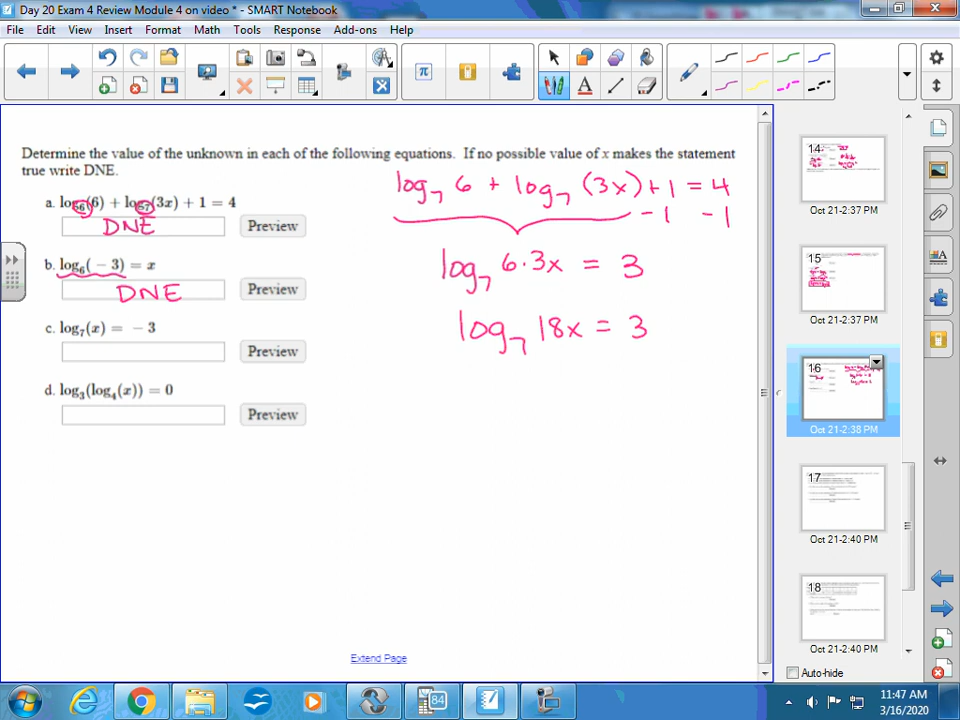 Day 20 Exam 4 Review Module 4 on video * - SMART Notebook
File Edit View Insert Format Math Tools Response Add-ons Help
Determine the value of the unknown in each of the following equations. If no possible value of x makes the statement
true write DNE.
log₇ 6 + log₇ (3x) + 1 = 4
-1 -1
a. log₆(6) + log₇(3x) + 1 = 4
DNE
Preview
log₇ 6·3x = 3
b. log₆( − 3) = x
DNE
Preview
log₇ 18x = 3
c. log₇(x) = − 3
Preview
d. log₃(log₄(x)) = 0
Preview
Extend Page
14
Oct 21-2:37 PM
15
Oct 21-2:37 PM
16
Oct 21-2:38 PM
17
Oct 21-2:40 PM
18
Oct 21-2:40 PM
Auto-hide
84
11:47 AM
3/16/2020